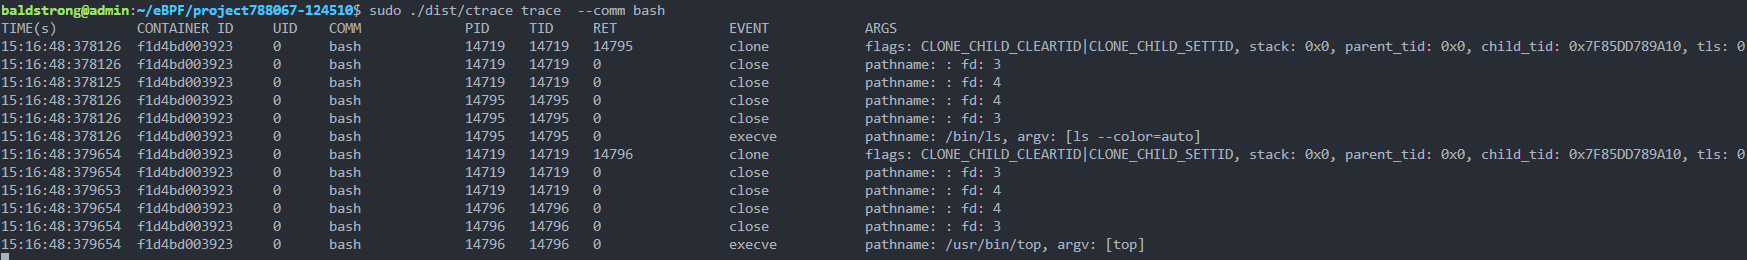 baldstrong@admin:~/eBPF/project788067-124510$ sudo ./dist/ctrace trace  --comm bash
TIME(s)          CONTAINER ID     UID    COMM             PID     TID    RET              EVENT            ARGS
15:16:48:378126  f1d4bd003923     0      bash             14719   14719  14795            clone            flags: CLONE_CHILD_CLEARTID|CLONE_CHILD_SETTID, stack: 0x0, parent_tid: 0x0, child_tid: 0x7F85DD789A10, tls: 0
15:16:48:378126  f1d4bd003923     0      bash             14719   14719  0                close            pathname: : fd: 3
15:16:48:378125  f1d4bd003923     0      bash             14719   14719  0                close            pathname: : fd: 4
15:16:48:378126  f1d4bd003923     0      bash             14795   14795  0                close            pathname: : fd: 4
15:16:48:378126  f1d4bd003923     0      bash             14795   14795  0                close            pathname: : fd: 3
15:16:48:378126  f1d4bd003923     0      bash             14795   14795  0                execve           pathname: /bin/ls, argv: [ls --color=auto]
15:16:48:379654  f1d4bd003923     0      bash             14719   14719  14796            clone            flags: CLONE_CHILD_CLEARTID|CLONE_CHILD_SETTID, stack: 0x0, parent_tid: 0x0, child_tid: 0x7F85DD789A10, tls: 0
15:16:48:379654  f1d4bd003923     0      bash             14719   14719  0                close            pathname: : fd: 3
15:16:48:379653  f1d4bd003923     0      bash             14719   14719  0                close            pathname: : fd: 4
15:16:48:379654  f1d4bd003923     0      bash             14796   14796  0                close            pathname: : fd: 4
15:16:48:379654  f1d4bd003923     0      bash             14796   14796  0                close            pathname: : fd: 3
15:16:48:379654  f1d4bd003923     0      bash             14796   14796  0                execve           pathname: /usr/bin/top, argv: [top]